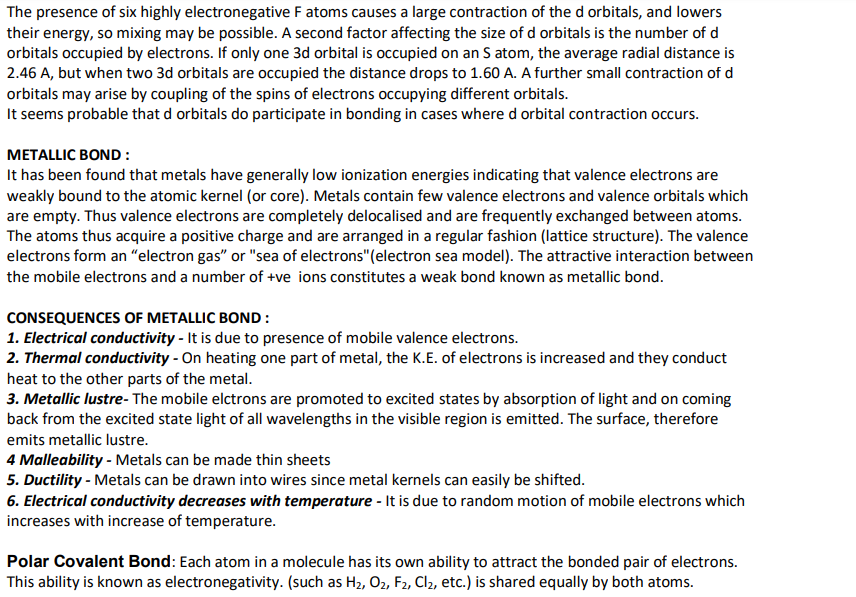 The presence of six highly electronegative F atoms causes a large contraction of the d orbitals, and lowers
their energy, so mixing may be possible. A second factor affecting the size of d orbitals is the number of d
orbitals occupied by electrons. If only one 3d orbital is occupied on an S atom, the average radial distance is
2.46 A, but when two 3d orbitals are occupied the distance drops to 1.60 A. A further small contraction of d
orbitals may arise by coupling of the spins of electrons occupying different orbitals.
It seems probable that d orbitals do participate in bonding in cases where d orbital contraction occurs.
METALLIC BOND :
It has been found that metals have generally low ionization energies indicating that valence electrons are
weakly bound to the atomic kernel (or core). Metals contain few valence electrons and valence orbitals which
are empty. Thus valence electrons are completely delocalised and are frequently exchanged between atoms.
The atoms thus acquire a positive charge and are arranged in a regular fashion (lattice structure). The valence
electrons form an “electron gas” or "sea of electrons"(electron sea model). The attractive interaction between
the mobile electrons and a number of +ve ions constitutes a weak bond known as metallic bond.
CONSEQUENCES OF METALLIC BOND :
1. Electrical conductivity - It is due to presence of mobile valence electrons.
2. Thermal conductivity - On heating one part of metal, the K.E. of electrons is increased and they conduct
heat to the other parts of the metal.
3. Metallic lustre- The mobile elctrons are promoted to excited states by absorption of light and on coming
back from the excited state light of all wavelengths in the visible region is emitted. The surface, therefore
emits metallic lustre.
4 Malleability - Metals can be made thin sheets
5. Ductility - Metals can be drawn into wires since metal kernels can easily be shifted.
6. Electrical conductivity decreases with temperature - It is due to random motion of mobile electrons which
increases with increase of temperature.
Polar Covalent Bond: Each atom in a molecule has its own ability to attract the bonded pair of electrons.
This ability is known as electronegativity. (such as H₂, O₂, F₂, Cl₂, etc.) is shared equally by both atoms.